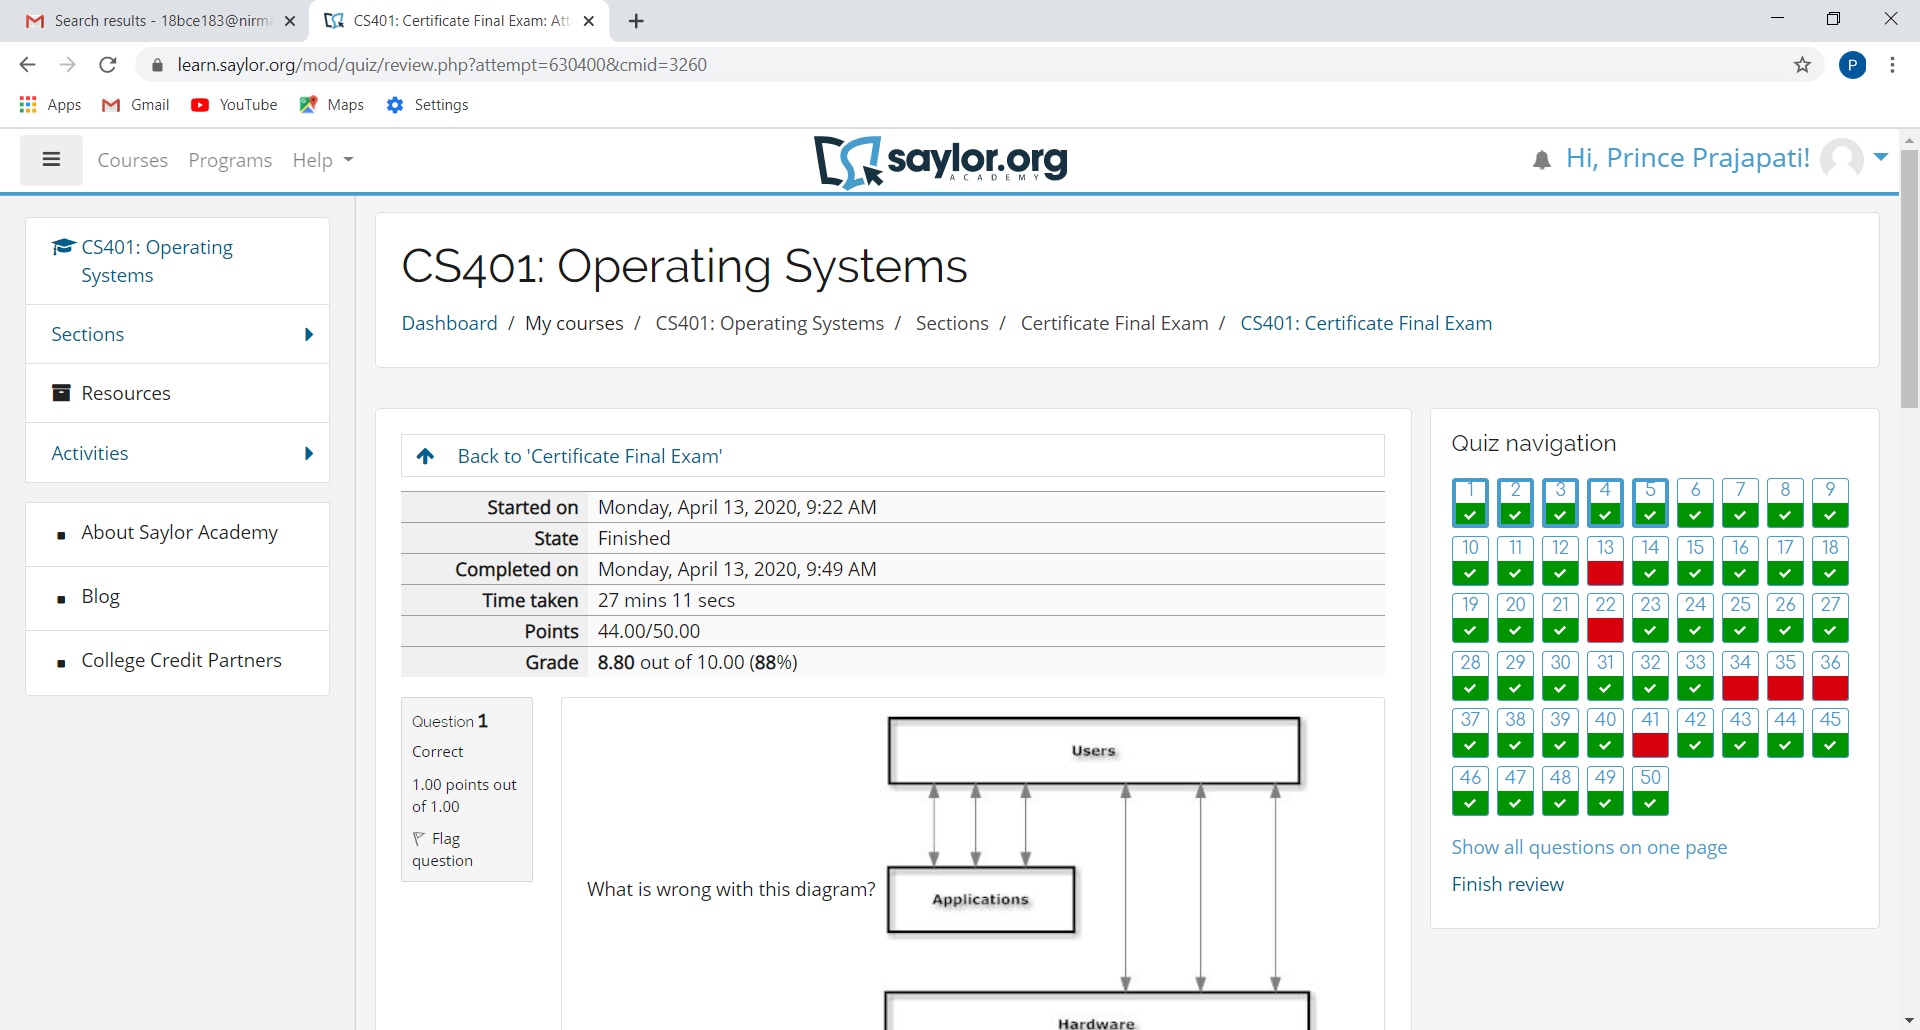 Search results - 18bce183@nirma
CS401: Certificate Final Exam: Att
learn.saylor.org/mod/quiz/review.php?attempt=630400&cmid=3260
P
Apps
Gmail
YouTube
Maps
Settings
Courses
Programs
Help
saylor.org
ACADEMY
Hi, Prince Prajapati!
CS401: Operating
Systems
Sections
Resources
Activities
About Saylor Academy
Blog
College Credit Partners
CS401: Operating Systems
Dashboard / My courses / CS401: Operating Systems / Sections / Certificate Final Exam / CS401: Certificate Final Exam
Back to 'Certificate Final Exam'
Started on Monday, April 13, 2020, 9:22 AM
State Finished
Completed on Monday, April 13, 2020, 9:49 AM
Time taken 27 mins 11 secs
Points 44.00/50.00
Grade 8.80 out of 10.00 (88%)
Question 1
Correct
1.00 points out
of 1.00
Flag
question
What is wrong with this diagram?
Users
Applications
Hardware
Quiz navigation
1 2 3 4 5 6 7 8 9
10 11 12 13 14 15 16 17 18
19 20 21 22 23 24 25 26 27
28 29 30 31 32 33 34 35 36
37 38 39 40 41 42 43 44 45
46 47 48 49 50
Show all questions on one page
Finish review